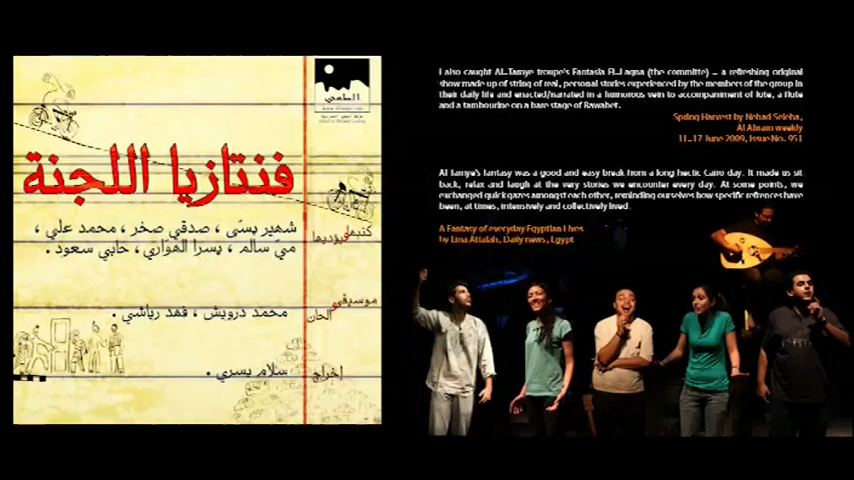 الطمي
فنتازيا اللجنة
كتبها ويؤديها
شهير يسّى ، صدقي صخر ، محمد علي ،
ميّ سالم ، يسرا الهواري ، حابي سعود .
موسيقى و الحان
محمد درويش ، فهد رياشي .
إخراج
سلام يسري .
I also caught Al-Tamye troupe's Fantasia El-Lagna (the committe) – a refreshing original
show made up of string of real, personal stories experienced by the members of the group in
their daily life and enacted/narrated in a humorous vein to accompaniment of lute, a flute
and a tambourine on a bare stage of Rawabet.
Spring Harvest by Nehad Seleha,
Al Ahram weekly
11–17 June 2009, Issue No. 951
Al Tamye's fantasy was a good and easy break from a long hectic Cairo day. It made us sit
back, relax and laugh at the very stories we encounter every day. At some points, we
exchanged quick gazes amongst each other, reminding ourselves how specific refrences have
been, at times, intensively and collectively lived.
A Fantasy of everyday Egyptian Lives
by Lina Attalah, Daily news, Egypt